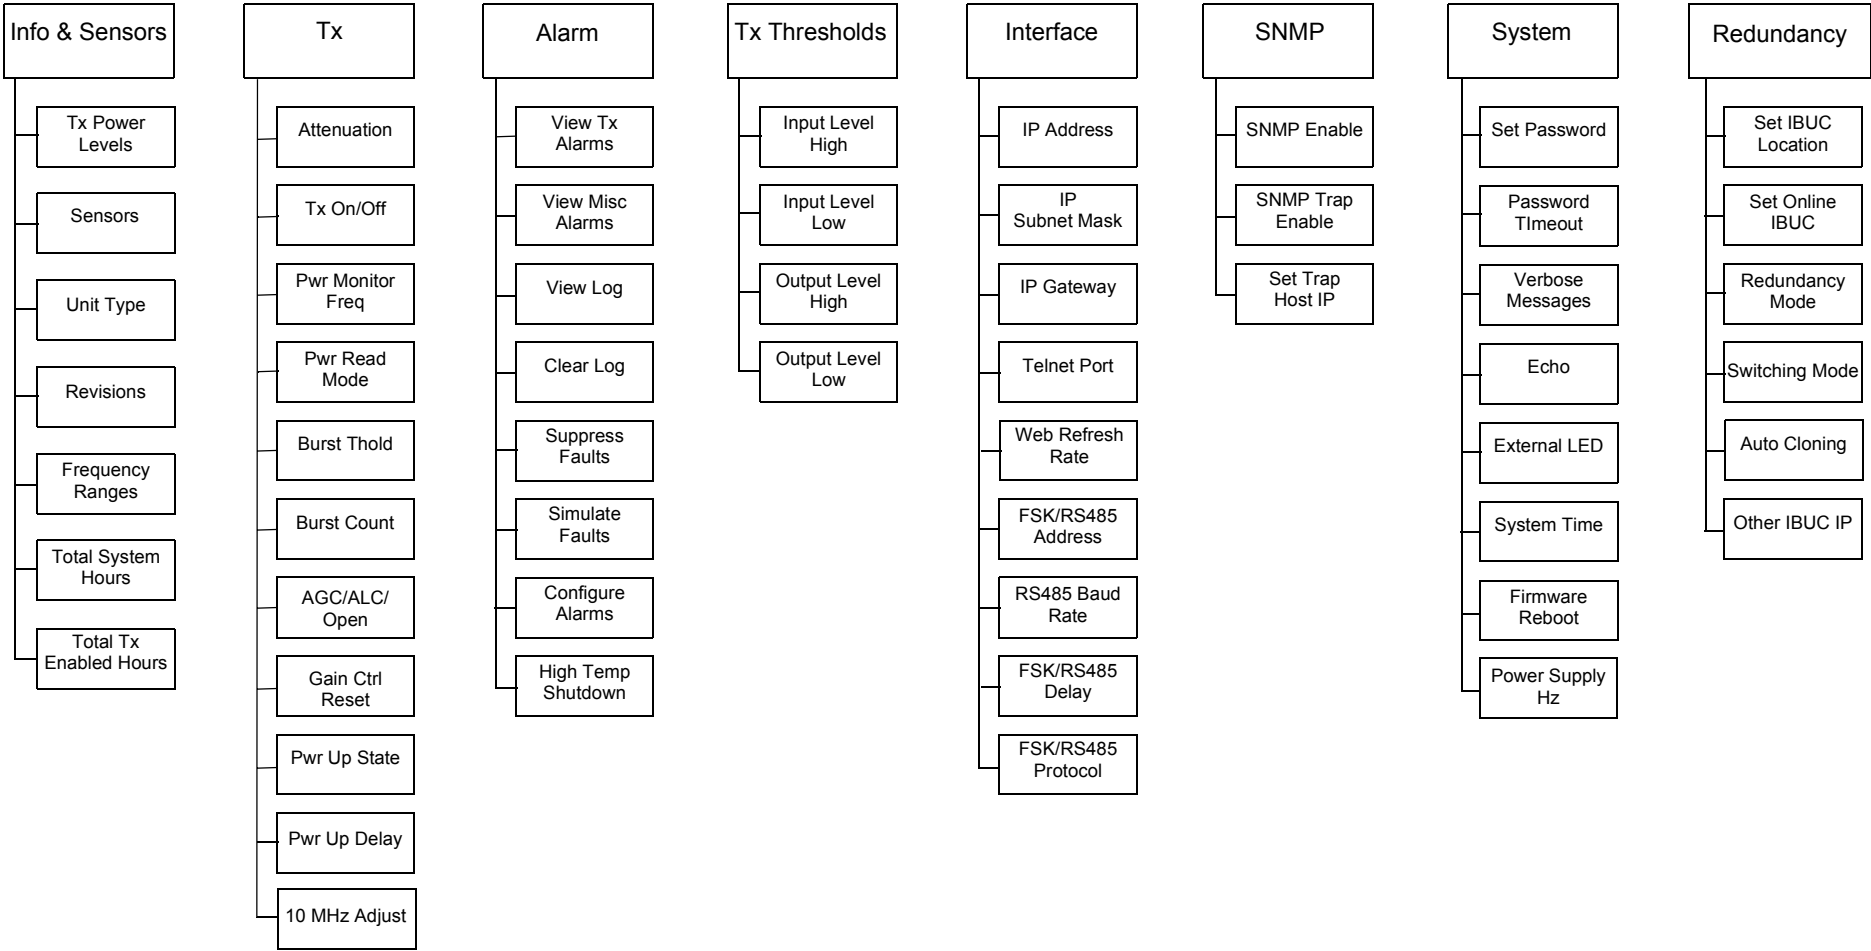 Info & Sensors
Tx Power
Levels
Sensors
Unit Type
Revisions
Frequency
Ranges
Total System
Hours
Total Tx
Enabled Hours
Tx
Attenuation
Tx On/Off
Pwr Monitor
Freq
Pwr Read
Mode
Burst Thold
Burst Count
AGC/ALC/
Open
Gain Ctrl
Reset
Pwr Up State
Pwr Up Delay
10 MHz Adjust
Alarm
View Tx
Alarms
View Misc
Alarms
View Log
Clear Log
Suppress
Faults
Simulate
Faults
Configure
Alarms
High Temp
Shutdown
Tx Thresholds
Input Level
High
Input Level
Low
Output Level
High
Output Level
Low
Interface
IP Address
IP
Subnet Mask
IP Gateway
Telnet Port
Web Refresh
Rate
FSK/RS485
Address
RS485 Baud
Rate
FSK/RS485
Delay
FSK/RS485
Protocol
SNMP
SNMP Enable
SNMP Trap
Enable
Set Trap
Host IP
System
Set Password
Password
TImeout
Verbose
Messages
Echo
External LED
System Time
Firmware
Reboot
Power Supply
Hz
Redundancy
Set IBUC
Location
Set Online
IBUC
Redundancy
Mode
Switching Mode
Auto Cloning
Other IBUC IP